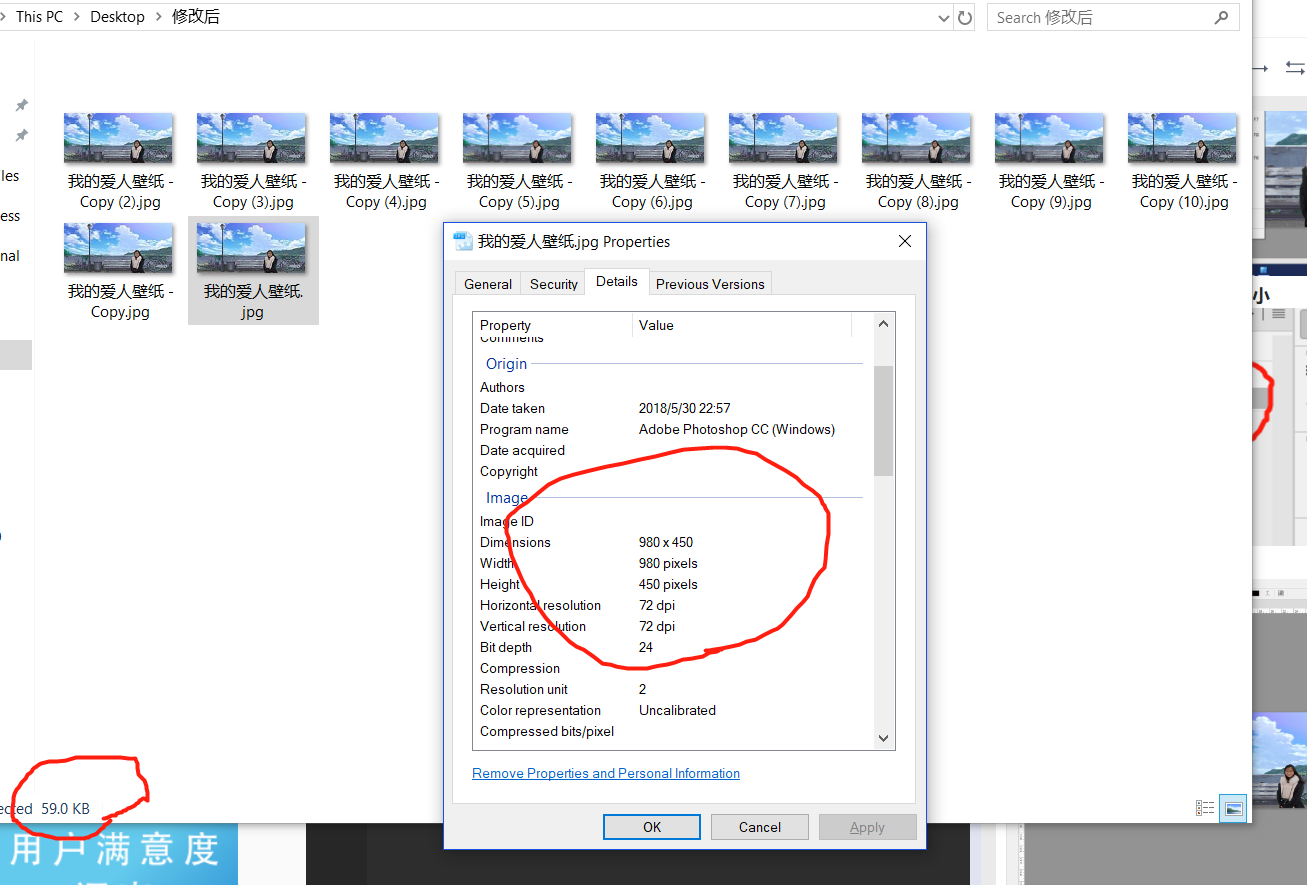 This PC > Desktop > 修改后
Search 修改后
les
ess
nal
我的爱人壁纸 -
Copy (2).jpg
我的爱人壁纸 -
Copy (3).jpg
我的爱人壁纸 -
Copy (4).jpg
我的爱人壁纸 -
Copy (5).jpg
我的爱人壁纸 -
Copy (6).jpg
我的爱人壁纸 -
Copy (7).jpg
我的爱人壁纸 -
Copy (8).jpg
我的爱人壁纸 -
Copy (9).jpg
我的爱人壁纸 -
Copy (10).jpg
我的爱人壁纸 -
Copy.jpg
我的爱人壁纸.
jpg
我的爱人壁纸.jpg Properties
General Security Details Previous Versions
Property Value
Comments
Origin
Authors
Date taken 2018/5/30 22:57
Program name Adobe Photoshop CC (Windows)
Date acquired
Copyright
Image
Image ID
Dimensions 980 x 450
Width 980 pixels
Height 450 pixels
Horizontal resolution 72 dpi
Vertical resolution 72 dpi
Bit depth 24
Compression
Resolution unit 2
Color representation Uncalibrated
Compressed bits/pixel
Remove Properties and Personal Information
OK Cancel Apply
小
ected 59.0 KB
用户满意度